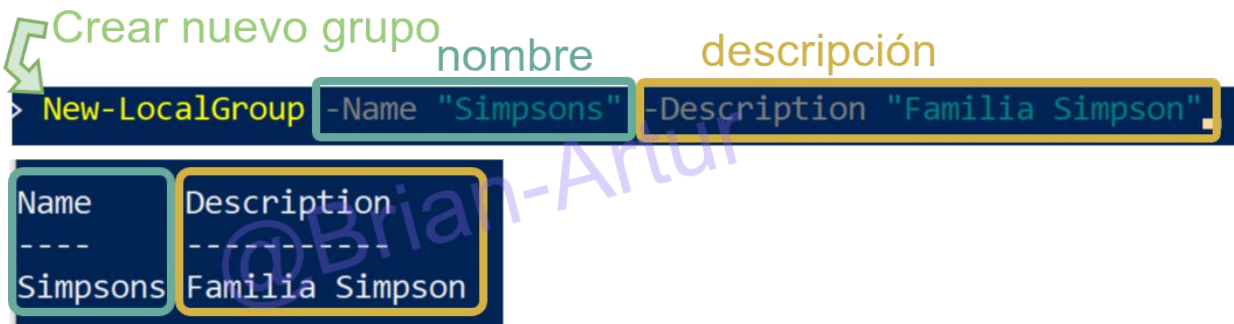 Crear nuevo grupo
nombre
descripción
> New-LocalGroup -Name "Simpsons" -Description "Familia Simpson"
@Brian-Artur
Name Description
---- -----------
Simpsons Familia Simpson